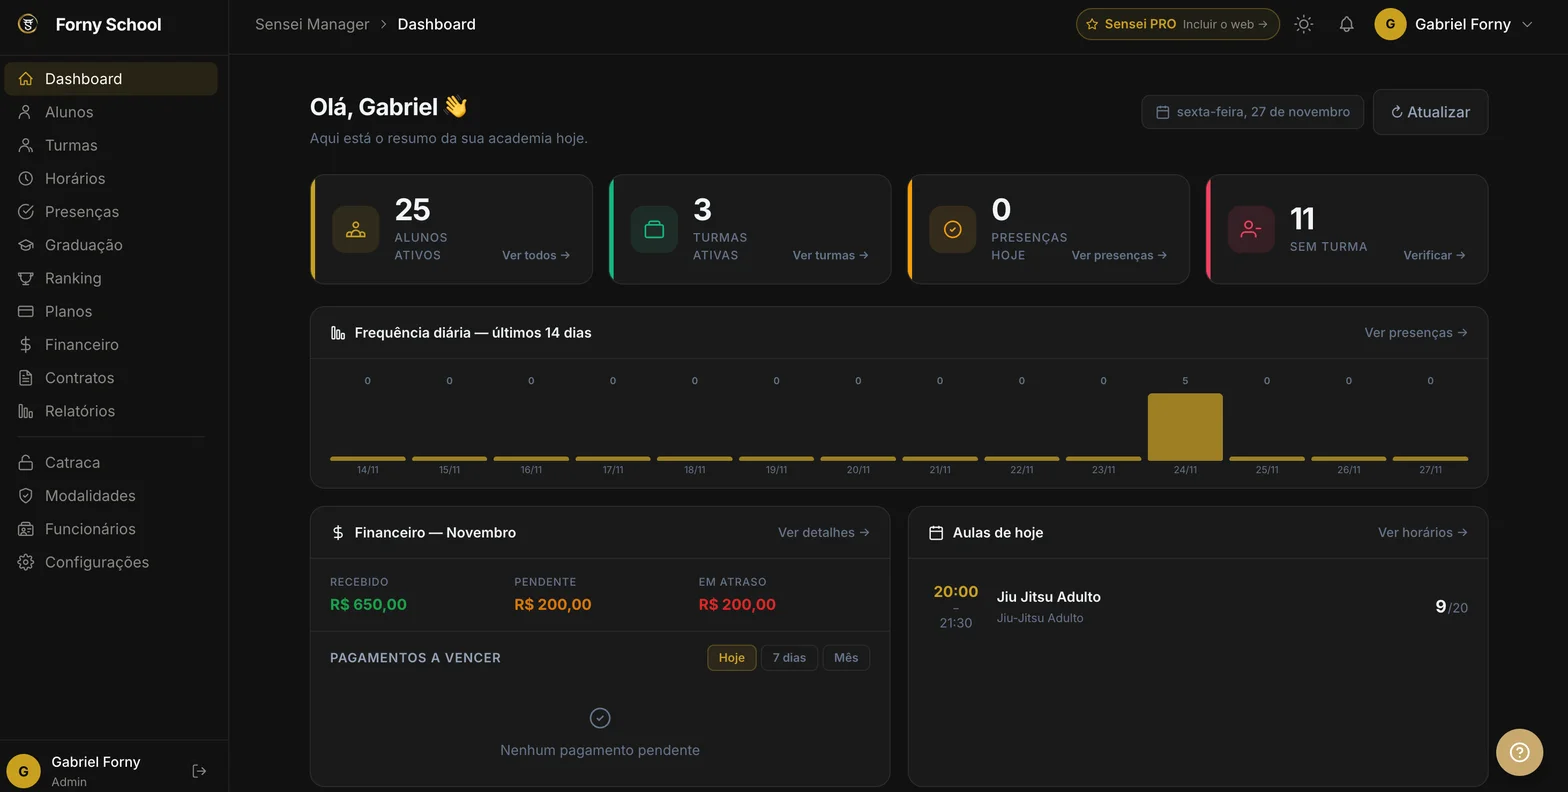 Forny School
Sensei Manager > Dashboard
Sensei PRO Incluir o web →
G Gabriel Forny
Dashboard
Alunos
Turmas
Horários
Presenças
Graduação
Ranking
Planos
Financeiro
Contratos
Relatórios
Catraca
Modalidades
Funcionários
Configurações
G
Gabriel Forny
Admin
Olá, Gabriel 👋
Aqui está o resumo da sua academia hoje.
sexta-feira, 27 de novembro
↻ Atualizar
25
ALUNOS
ATIVOS
Ver todos →
3
TURMAS
ATIVAS
Ver turmas →
0
PRESENÇAS
HOJE
Ver presenças →
11
SEM TURMA
Verificar →
Frequência diária — últimos 14 dias
Ver presenças →
0 0 0 0 0 0 0 0 0 0 5 0 0 0
14/11 15/11 16/11 17/11 18/11 19/11 20/11 21/11 22/11 23/11 24/11 25/11 26/11 27/11
Financeiro — Novembro
Ver detalhes →
RECEBIDO PENDENTE EM ATRASO
R$ 650,00 R$ 200,00 R$ 200,00
PAGAMENTOS A VENCER
Hoje 7 dias Mês
Nenhum pagamento pendente
Aulas de hoje
Ver horários →
20:00
–
21:30
Jiu Jitsu Adulto
Jiu-Jitsu Adulto
9/20